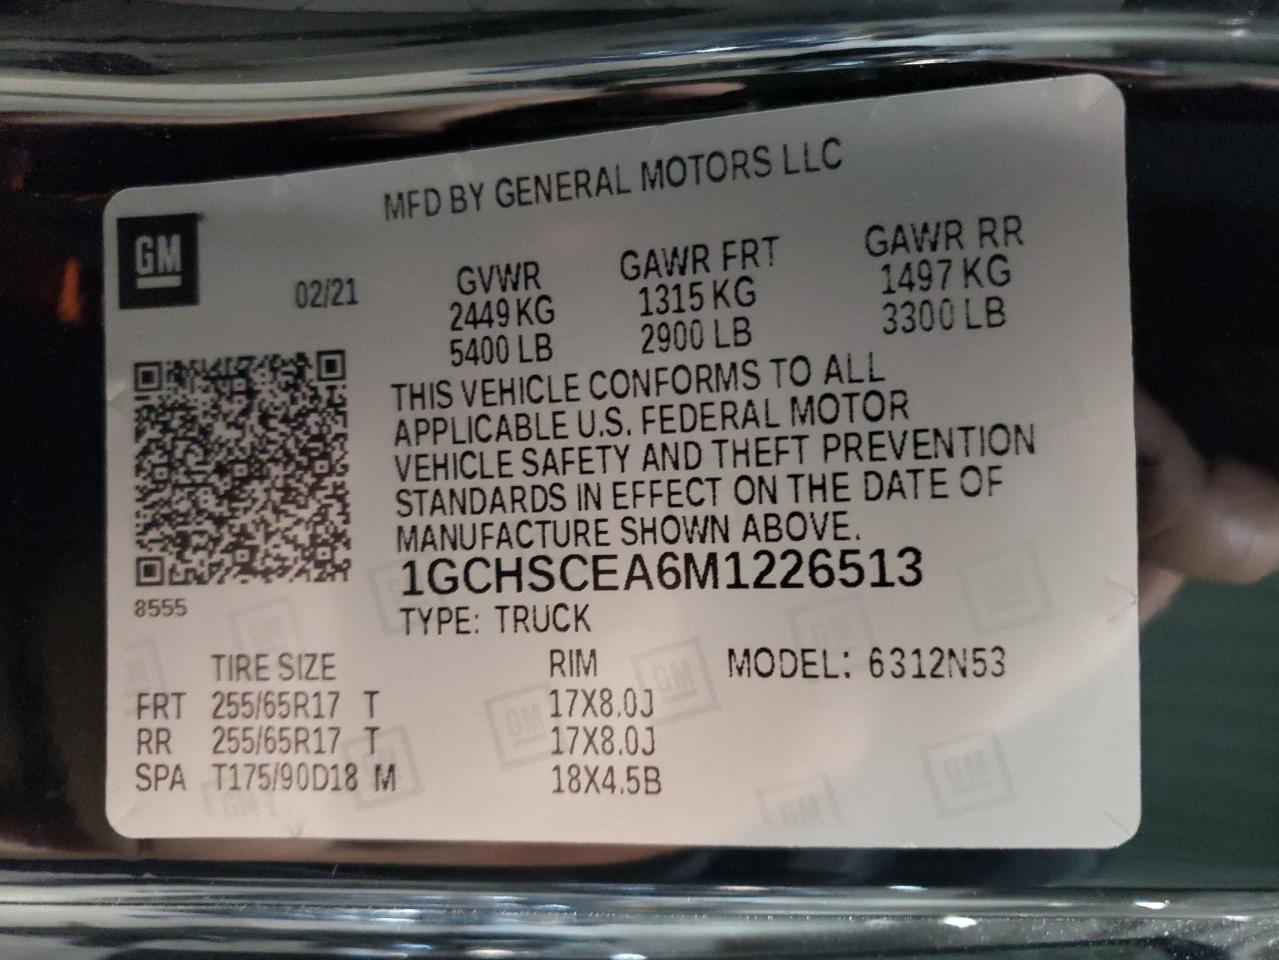 MFD BY GENERAL MOTORS LLC
GM
02/21
GVWR GAWR FRT GAWR RR
2449 KG 1315 KG 1497 KG
5400 LB 2900 LB 3300 LB
THIS VEHICLE CONFORMS TO ALL
APPLICABLE U.S. FEDERAL MOTOR
VEHICLE SAFETY AND THEFT PREVENTION
STANDARDS IN EFFECT ON THE DATE OF
MANUFACTURE SHOWN ABOVE.
1GCHSCEA6M1226513
8555
TYPE: TRUCK
TIRE SIZE RIM MODEL: 6312N53
FRT 255/65R17 T 17X8.0J
RR 255/65R17 T 17X8.0J
SPA T175/90D18 M 18X4.5B